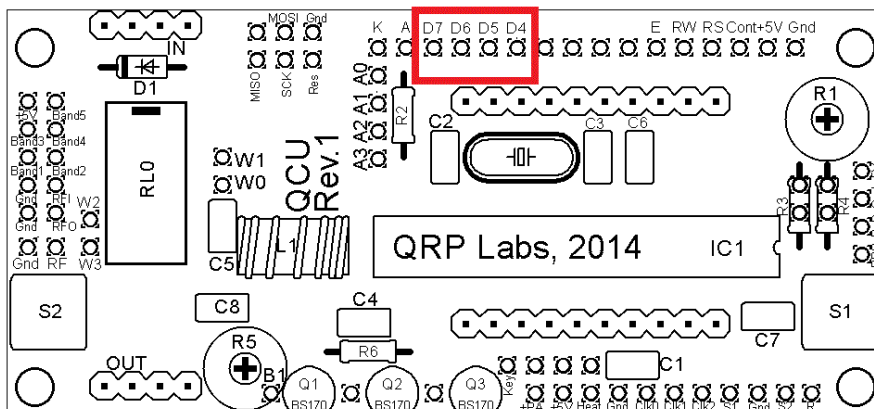 MOSI Gnd
IN
MISO SCK Res
D1
K A D7 D6 D5 D4 E RW RS Cont+5V Gnd
A0
A1
A2
A3
R2
R1
C2
C3
C6
+5V Band5
Band3 Band4
Band1 Band2
Gnd RFI
Gnd RFO
Gnd RF
W2
W3
RL0
W1
W0
QCU
Rev.1
R3
R4
C5
L1
QRP Labs, 2014
IC1
S2
C8
C4
S1
C7
R5
R6
OUT
B1
Q1
BS170
Q2
BS170
Q3
BS170
Key
C1
+PA +5V Heat Gnd Clk0 Clk1 Clk2 S1 Gnd S2 R